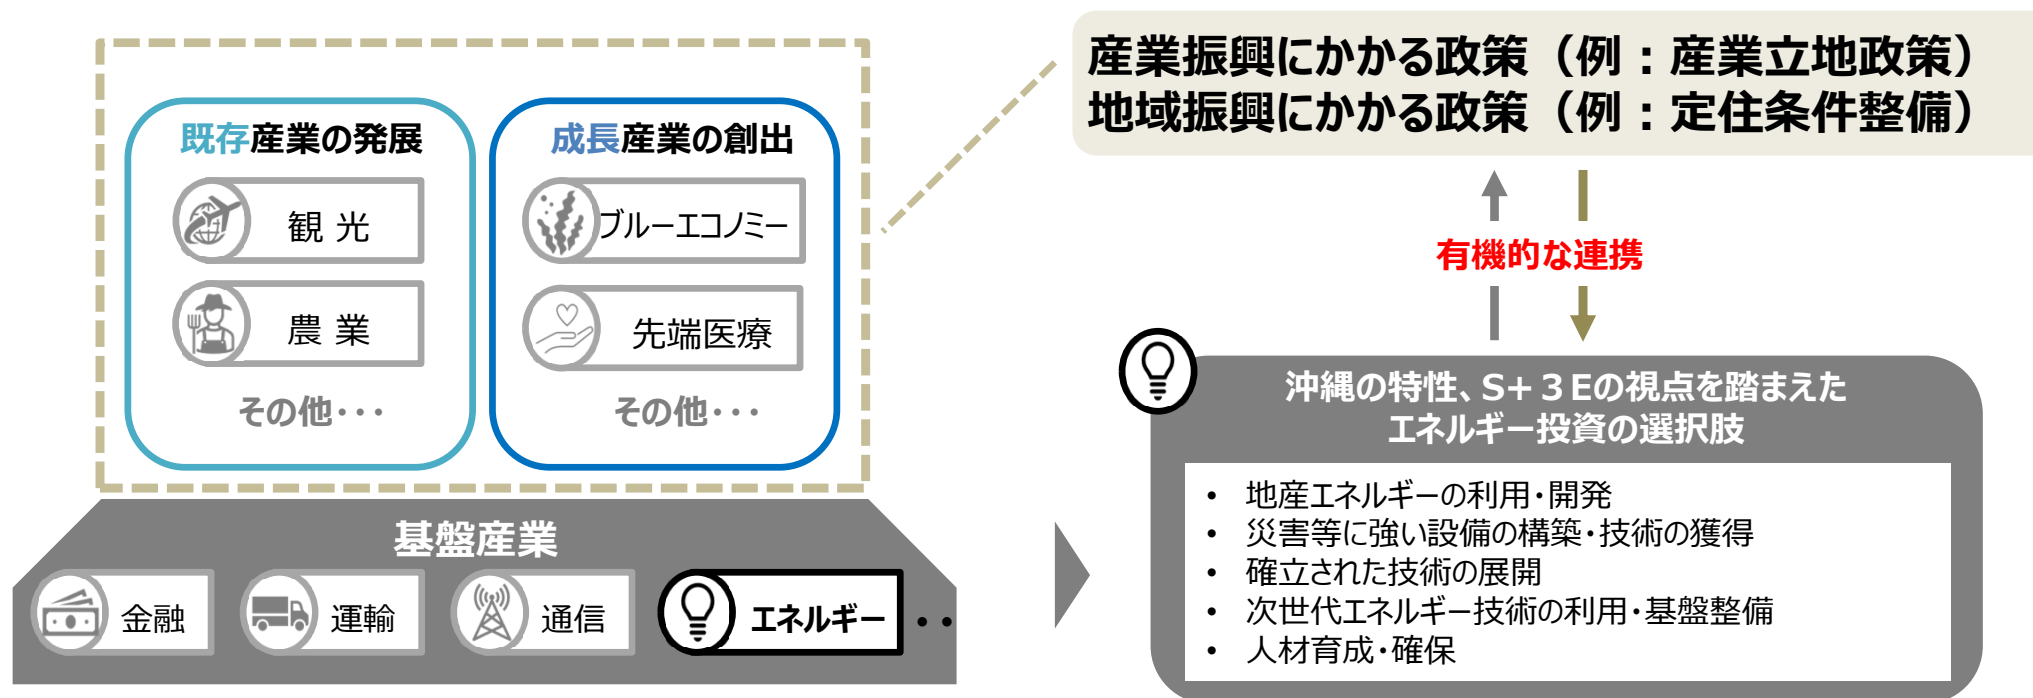 産業振興にかかる政策（例：産業立地政策）
地域振興にかかる政策（例：定住条件整備）
既存産業の発展
観 光
農 業
その他･･･
成長産業の創出
ブルーエコノミー
先端医療
その他･･･
有機的な連携
基盤産業
金融
運輸
通信
エネルギー
・・
沖縄の特性、S+３Eの視点を踏まえた
エネルギー投資の選択肢
• 地産エネルギーの利用･開発
• 災害等に強い設備の構築･技術の獲得
• 確立された技術の展開
• 次世代エネルギー技術の利用･基盤整備
• 人材育成･確保